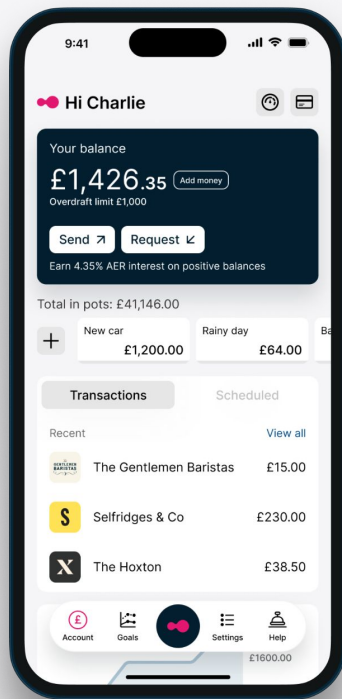 9:41
Hi Charlie
Your balance
£1,426.35 Add money
Overdraft limit £1,000
Send Request
Earn 4.35% AER interest on positive balances
Total in pots: £41,146.00
New car Rainy day Ba
£1,200.00 £64.00
Transactions Scheduled
Recent View all
GENTLEMEN
BARISTAS
The Gentlemen Baristas £15.00
S Selfridges & Co £230.00
X The Hoxton £38.50
£
Account Goals Settings Help
£1600.00